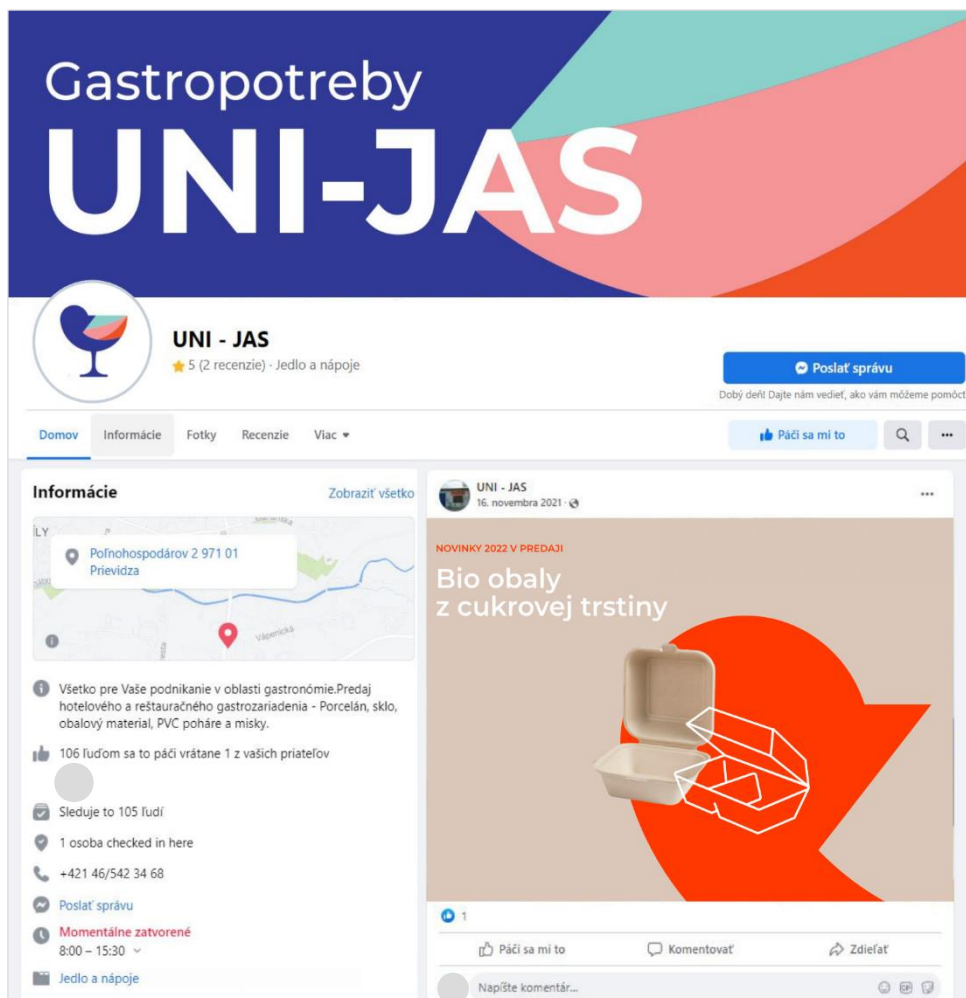 Gastropotreby
UNI-JAS
UNI - JAS
5 (2 recenzie) · Jedlo a nápoje
Poslať správu
Dobý deň! Dajte nám vedieť, ako vám môžeme pomôcť
Domov
Informácie
Fotky
Recenzie
Viac
Páči sa mi to
Informácie
Zobraziť všetko
ÍLY
Poľnohospodárov 2 971 01
Prievidza
Vápenická
Všetko pre Vaše podnikanie v oblasti gastronómie.Predaj
hotelového a reštauračného gastrozariadenia - Porcelán, sklo,
obalový material, PVC poháre a misky.
106 ľuďom sa to páči vrátane 1 z vašich priateľov
Sleduje to 105 ľudí
1 osoba checked in here
+421 46/542 34 68
Poslať správu
Momentálne zatvorené
8:00 – 15:30
Jedlo a nápoje
UNI - JAS
16. novembra 2021 ·
NOVINKY 2022 V PREDAJI
Bio obaly
z cukrovej trstiny
1
Páči sa mi to
Komentovať
Zdieľať
Napíšte komentár...
GIF